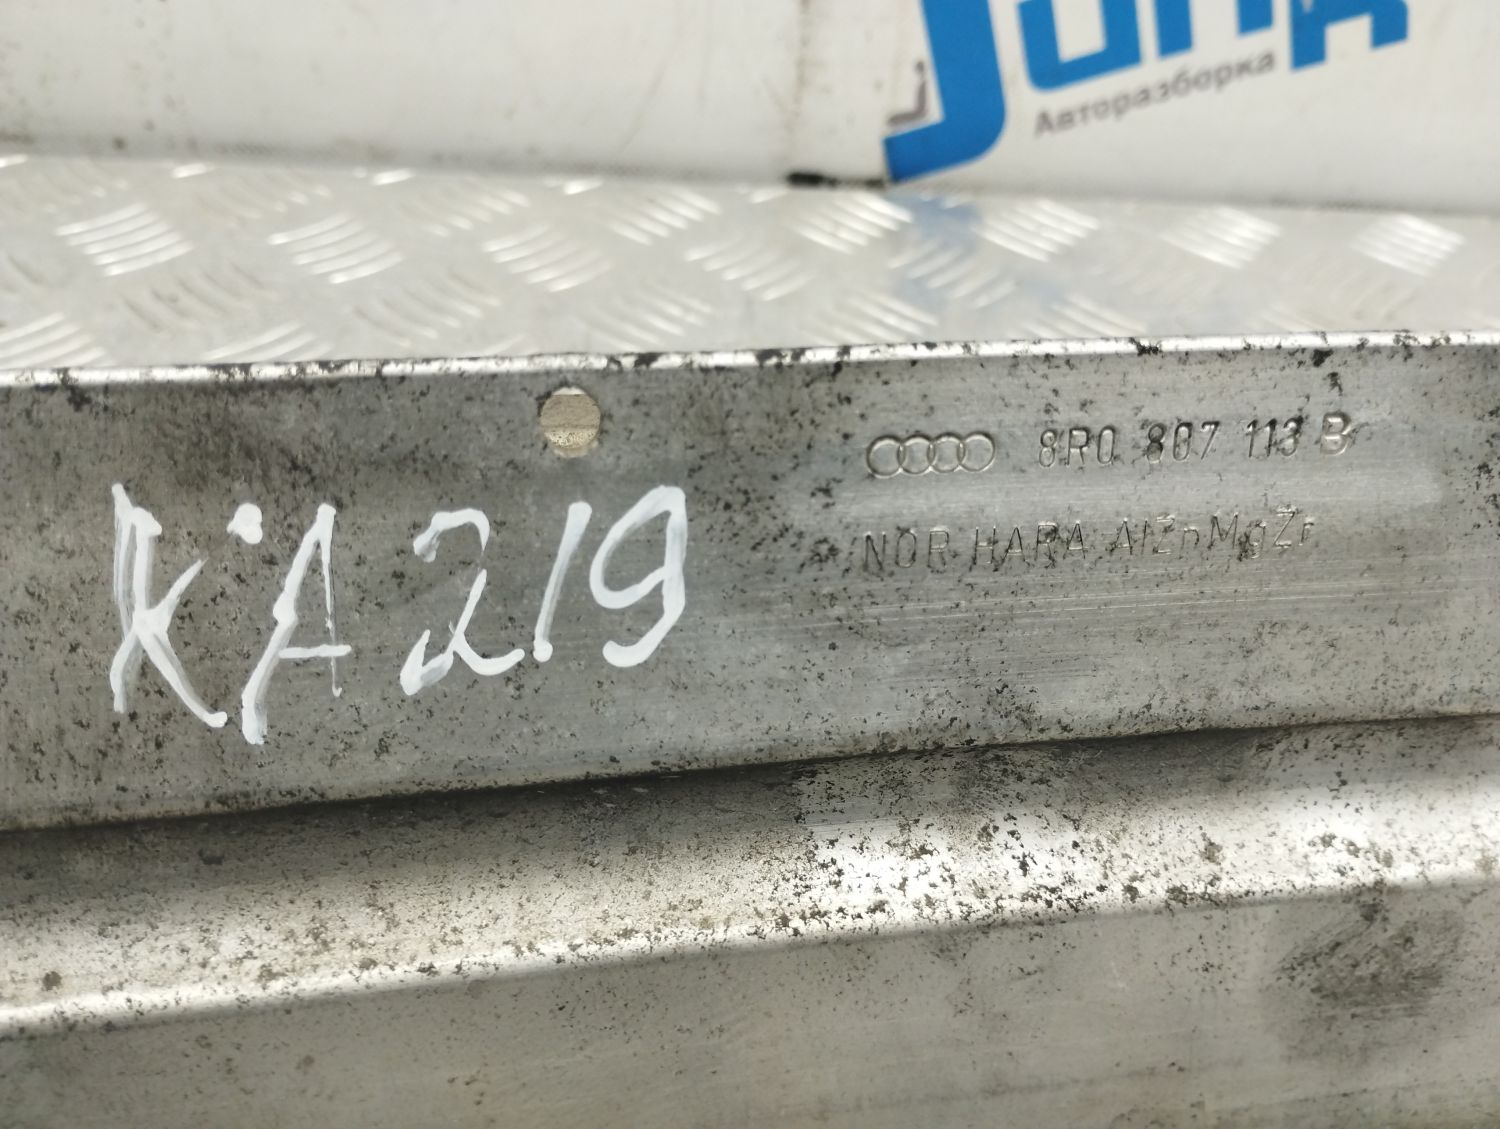 Авторазборка
8R0 807 113 B
NOR HARA AlZnMgZr
KA219